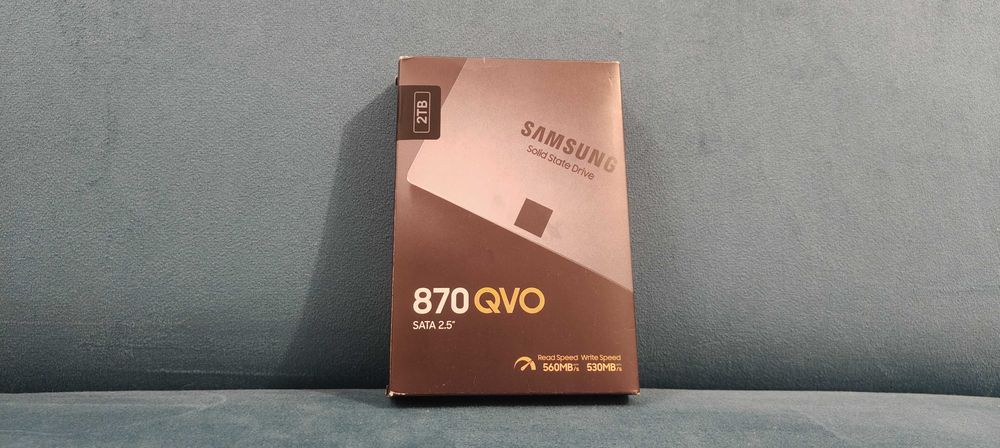 2TB
SAMSUNG
Solid State Drive
870 QVO
SATA 2.5"
Read Speed Write Speed
560MB/s 530MB/s